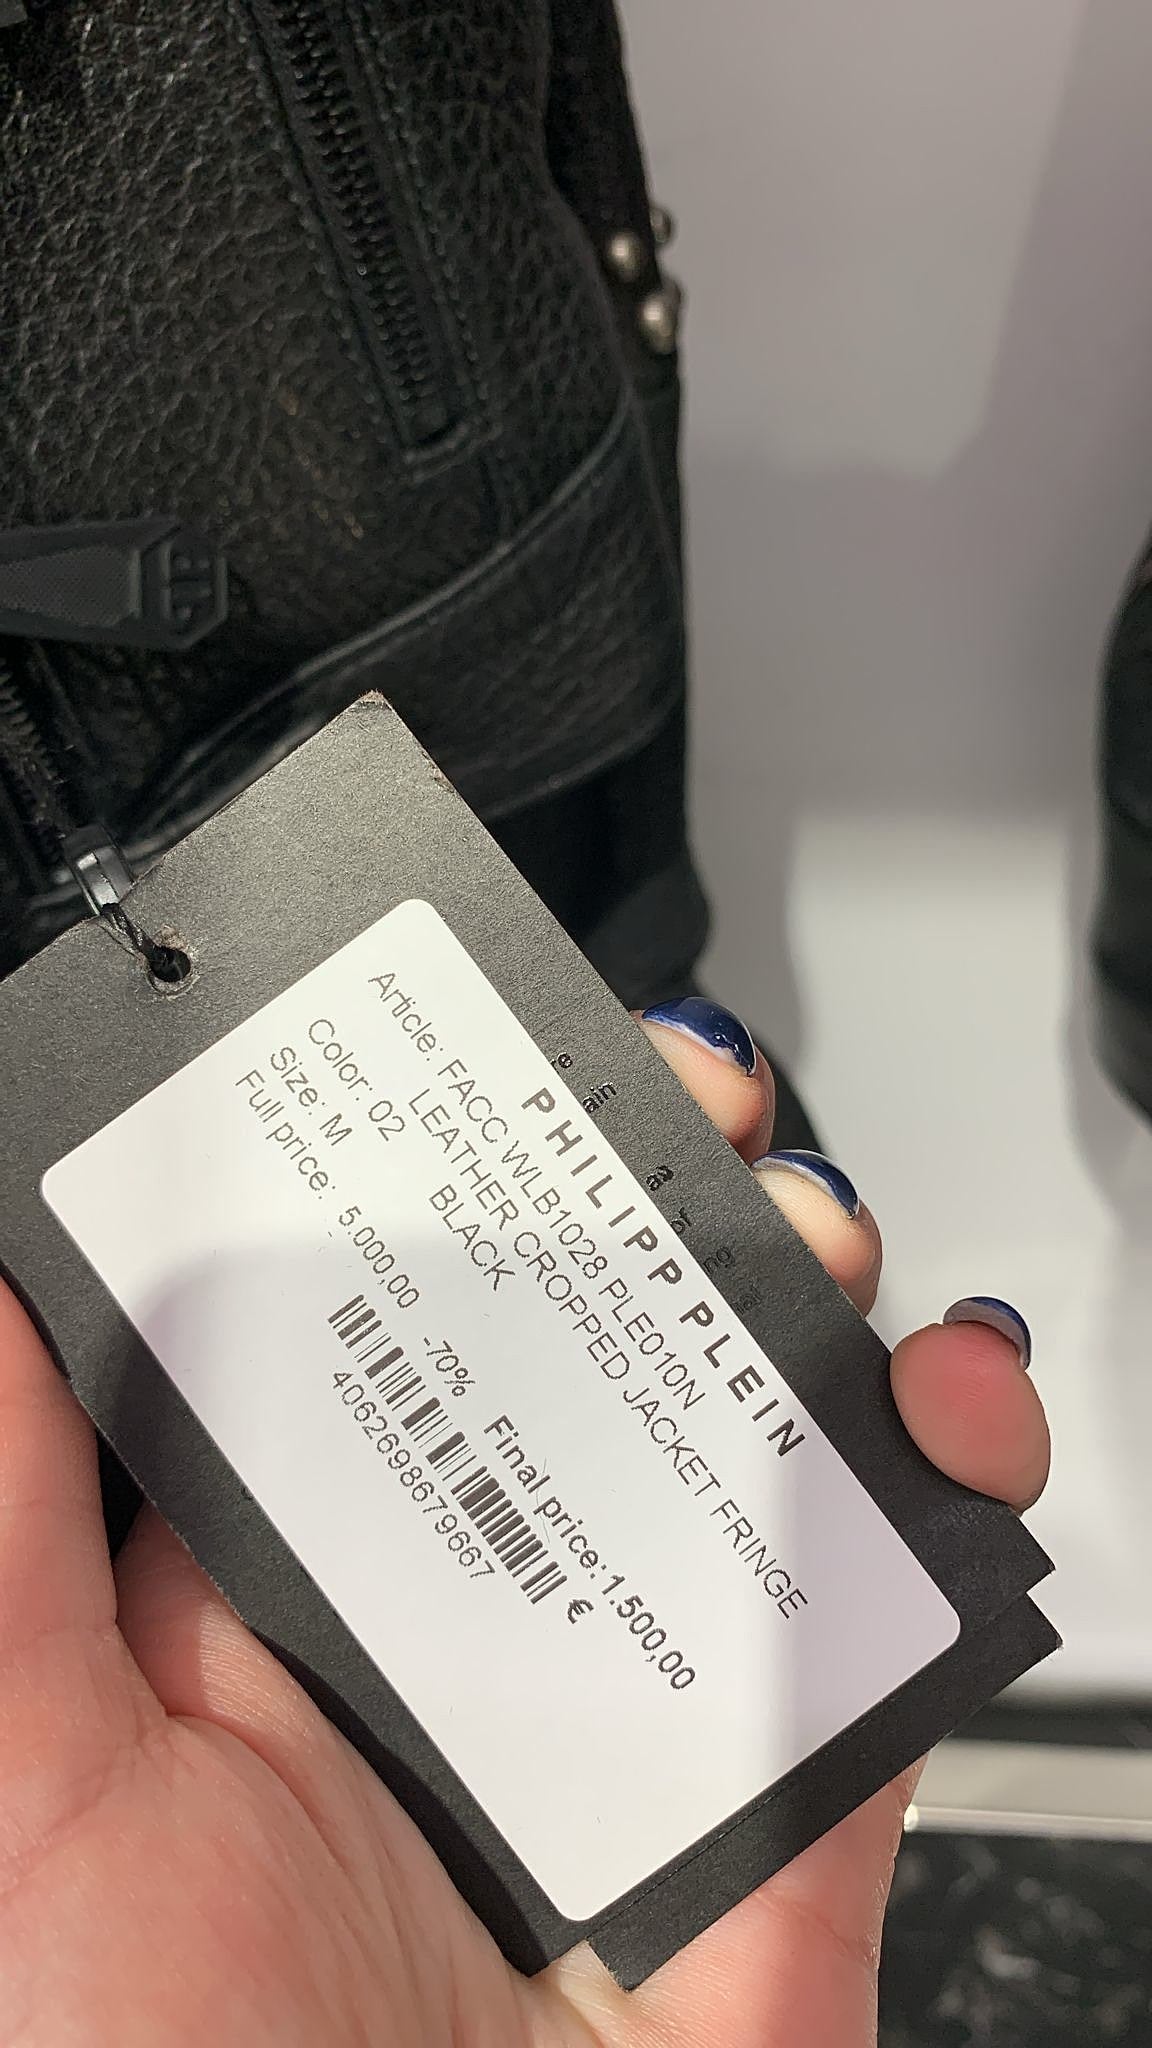 PHILIPP PLEIN
Article: FACC WLB1028 PLE010N
LEATHER CROPPED JACKET FRINGE
Color: 02 BLACK
Size: M
Full price: 5.000,00 -70% Final price: 1.500,00
€
4062698679667